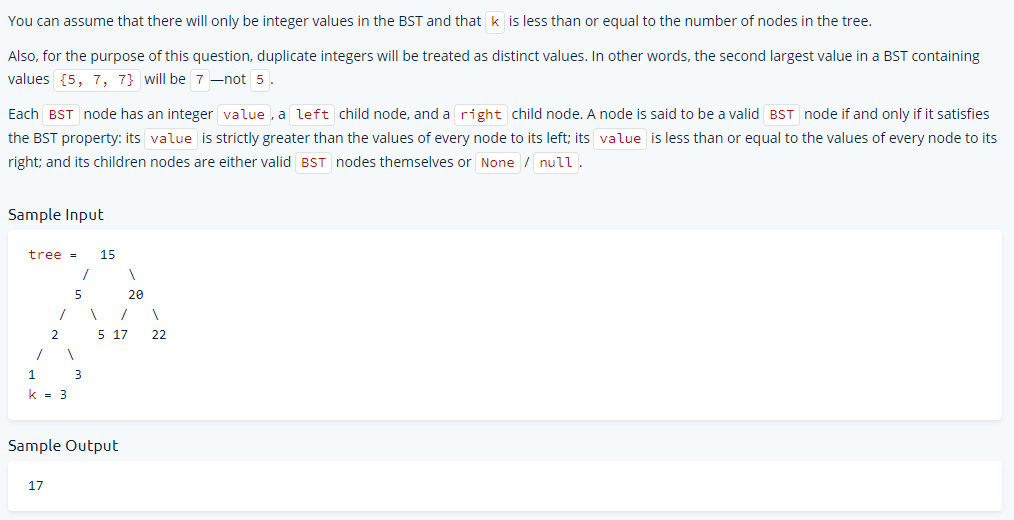 You can assume that there will only be integer values in the BST and that k is less than or equal to the number of nodes in the tree.
Also, for the purpose of this question, duplicate integers will be treated as distinct values. In other words, the second largest value in a BST containing
values {5, 7, 7} will be 7—not 5.
Each BST node has an integer value, a left child node, and a right child node. A node is said to be a valid BST node if and only if it satisfies
the BST property: its value is strictly greater than the values of every node to its left; its value is less than or equal to the values of every node to its
right; and its children nodes are either valid BST nodes themselves or None / null.
Sample Input
tree =   15
       /     \
      5      20
    /   \   /   \
   2     5 17   22
 /   \
1     3
k = 3
Sample Output
17